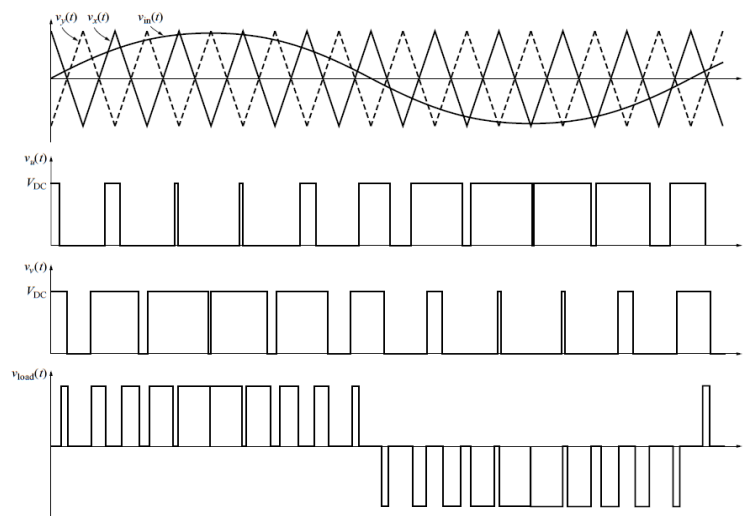 v_y(t) v_x(t) v_in(t)
v_u(t)
V_DC
v_v(t)
V_DC
v_load(t)